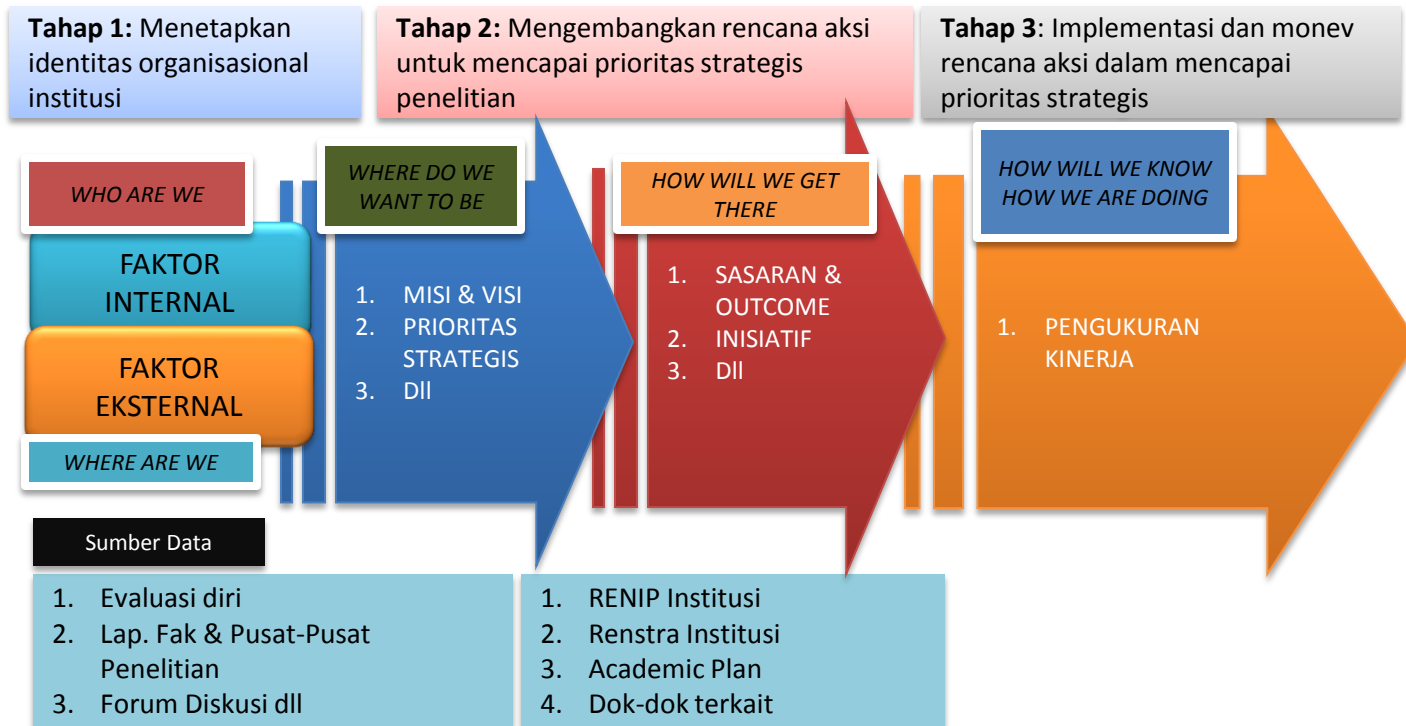 Tahap 1: Menetapkan
identitas organisasional
institusi
Tahap 2: Mengembangkan rencana aksi
untuk mencapai prioritas strategis
penelitian
Tahap 3: Implementasi dan monev
rencana aksi dalam mencapai
prioritas strategis
WHO ARE WE
FAKTOR
INTERNAL
FAKTOR
EKSTERNAL
WHERE ARE WE
WHERE DO WE
WANT TO BE
1. MISI & VISI
2. PRIORITAS
STRATEGIS
3. Dll
HOW WILL WE GET
THERE
1. SASARAN &
OUTCOME
2. INISIATIF
3. Dll
HOW WILL WE KNOW
HOW WE ARE DOING
1. PENGUKURAN
KINERJA
Sumber Data
1. Evaluasi diri
2. Lap. Fak & Pusat-Pusat
Penelitian
3. Forum Diskusi dll
1. RENIP Institusi
2. Renstra Institusi
3. Academic Plan
4. Dok-dok terkait